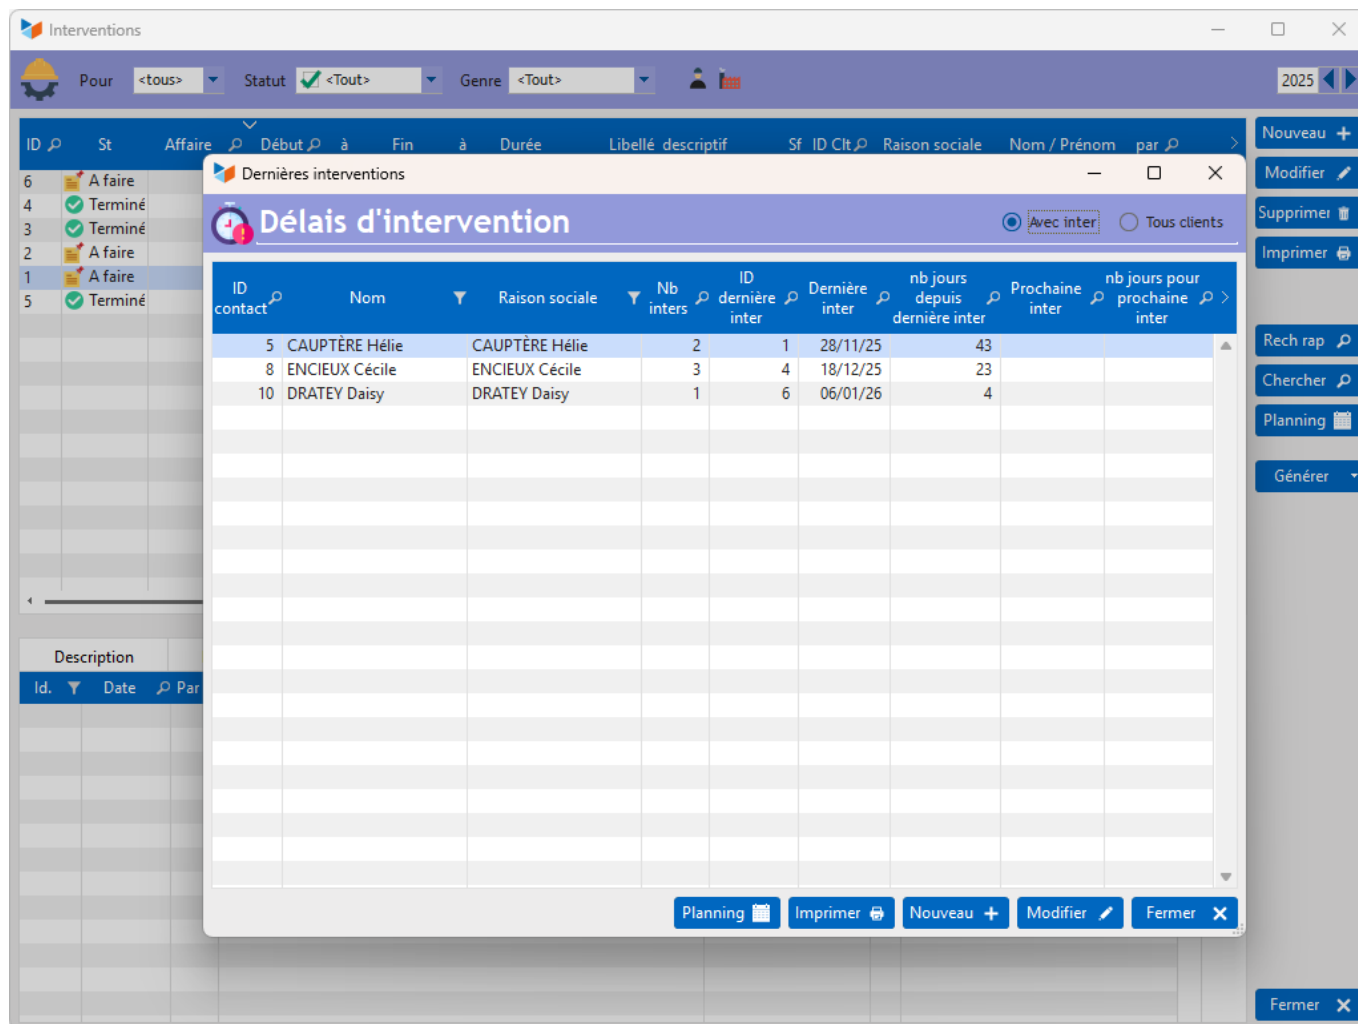 Interventions
Pour <tous> Statut <Tout> Genre <Tout> 2025
ID St Affaire Début à Fin à Durée Libellé descriptif Sf ID Clt Raison sociale Nom / Prénom par
Nouveau
Modifier
Supprimer
Imprimer
Rech rap
Chercher
Planning
Générer
6 A faire
4 Terminé
3 Terminé
2 A faire
1 A faire
5 Terminé
Description
Id. Date Par
Dernières interventions
Délais d'intervention
Avec inter Tous clients
ID contact Nom Raison sociale Nb inters ID dernière inter Dernière inter nb jours depuis dernière inter Prochaine inter nb jours pour prochaine inter
5 CAUPTÈRE Hélie CAUPTÈRE Hélie 2 1 28/11/25 43
8 ENCIEUX Cécile ENCIEUX Cécile 3 4 18/12/25 23
10 DRATEY Daisy DRATEY Daisy 1 6 06/01/26 4
Planning Imprimer Nouveau Modifier Fermer
Fermer